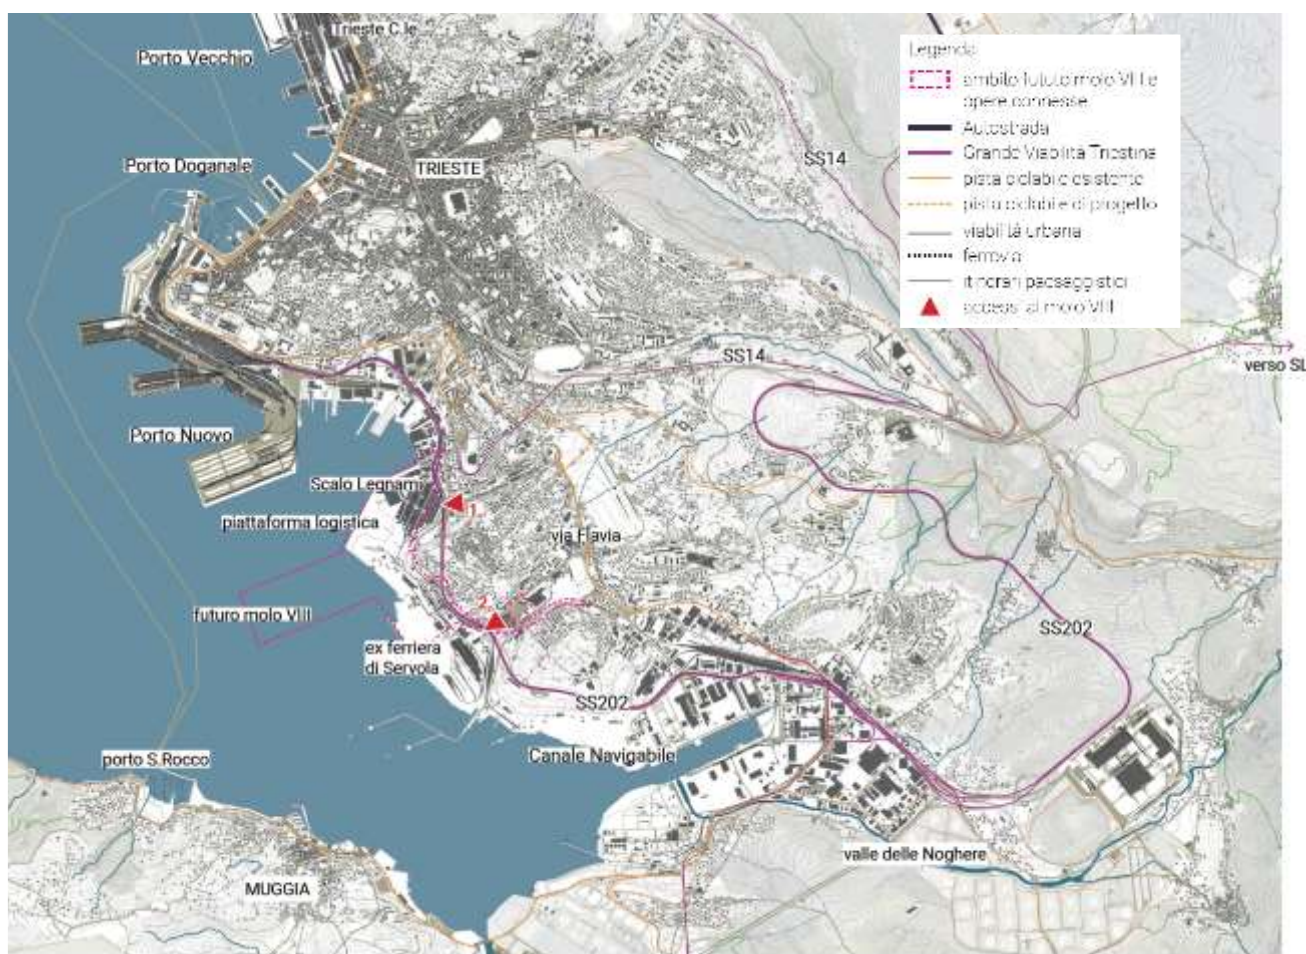 Trieste C.le
Porto Vecchio
Legenda
ambito fututo molo VIII e
opere connesse
Autostrada
Grande Viabilità Triestina
pista ciclabile esistente
pista ciclabile di progetto
viabilità urbana
ferrovia
itinerari paesaggistici
accessi al molo VIII
Porto Doganale
TRIESTE
SS14
SS14
verso SL
Porto Nuovo
Scalo Legnami
1.
piattaforma logistica
via Flavia
2.
futuro molo VIII
SS202
ex ferriera
di Servola
SS202
Canale Navigabile
porto S.Rocco
valle delle Noghere
MUGGIA